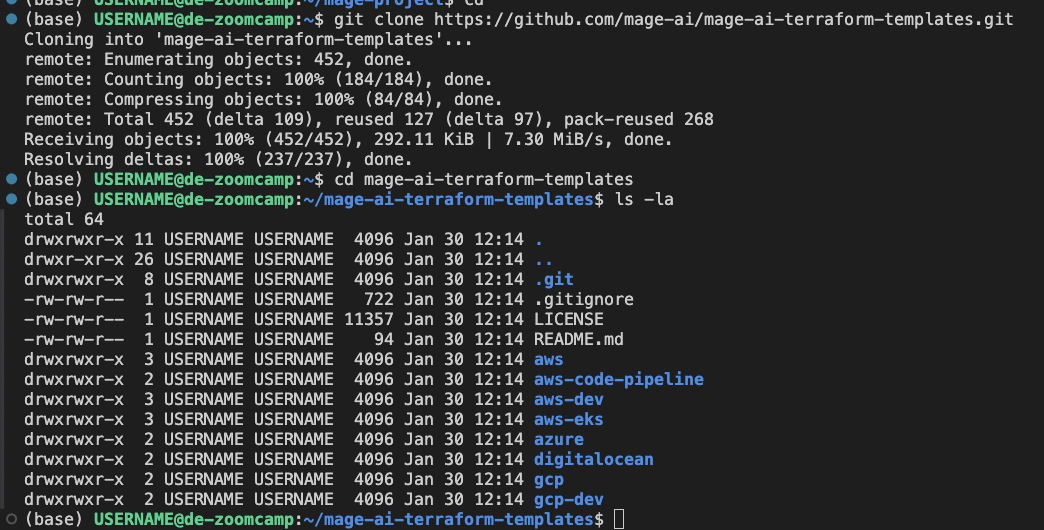 (base) USERNAME@de-zoomcamp:~/mage-project$ cd
(base) USERNAME@de-zoomcamp:~$ git clone https://github.com/mage-ai/mage-ai-terraform-templates.git
Cloning into 'mage-ai-terraform-templates'...
remote: Enumerating objects: 452, done.
remote: Counting objects: 100% (184/184), done.
remote: Compressing objects: 100% (84/84), done.
remote: Total 452 (delta 109), reused 127 (delta 97), pack-reused 268
Receiving objects: 100% (452/452), 292.11 KiB | 7.30 MiB/s, done.
Resolving deltas: 100% (237/237), done.
(base) USERNAME@de-zoomcamp:~$ cd mage-ai-terraform-templates
(base) USERNAME@de-zoomcamp:~/mage-ai-terraform-templates$ ls -la
total 64
drwxrwxr-x 11 USERNAME USERNAME  4096 Jan 30 12:14 .
drwxr-xr-x 26 USERNAME USERNAME  4096 Jan 30 12:14 ..
drwxrwxr-x  8 USERNAME USERNAME  4096 Jan 30 12:14 .git
-rw-rw-r--  1 USERNAME USERNAME   722 Jan 30 12:14 .gitignore
-rw-rw-r--  1 USERNAME USERNAME 11357 Jan 30 12:14 LICENSE
-rw-rw-r--  1 USERNAME USERNAME    94 Jan 30 12:14 README.md
drwxrwxr-x  3 USERNAME USERNAME  4096 Jan 30 12:14 aws
drwxrwxr-x  2 USERNAME USERNAME  4096 Jan 30 12:14 aws-code-pipeline
drwxrwxr-x  3 USERNAME USERNAME  4096 Jan 30 12:14 aws-dev
drwxrwxr-x  3 USERNAME USERNAME  4096 Jan 30 12:14 aws-eks
drwxrwxr-x  2 USERNAME USERNAME  4096 Jan 30 12:14 azure
drwxrwxr-x  2 USERNAME USERNAME  4096 Jan 30 12:14 digitalocean
drwxrwxr-x  2 USERNAME USERNAME  4096 Jan 30 12:14 gcp
drwxrwxr-x  2 USERNAME USERNAME  4096 Jan 30 12:14 gcp-dev
(base) USERNAME@de-zoomcamp:~/mage-ai-terraform-templates$